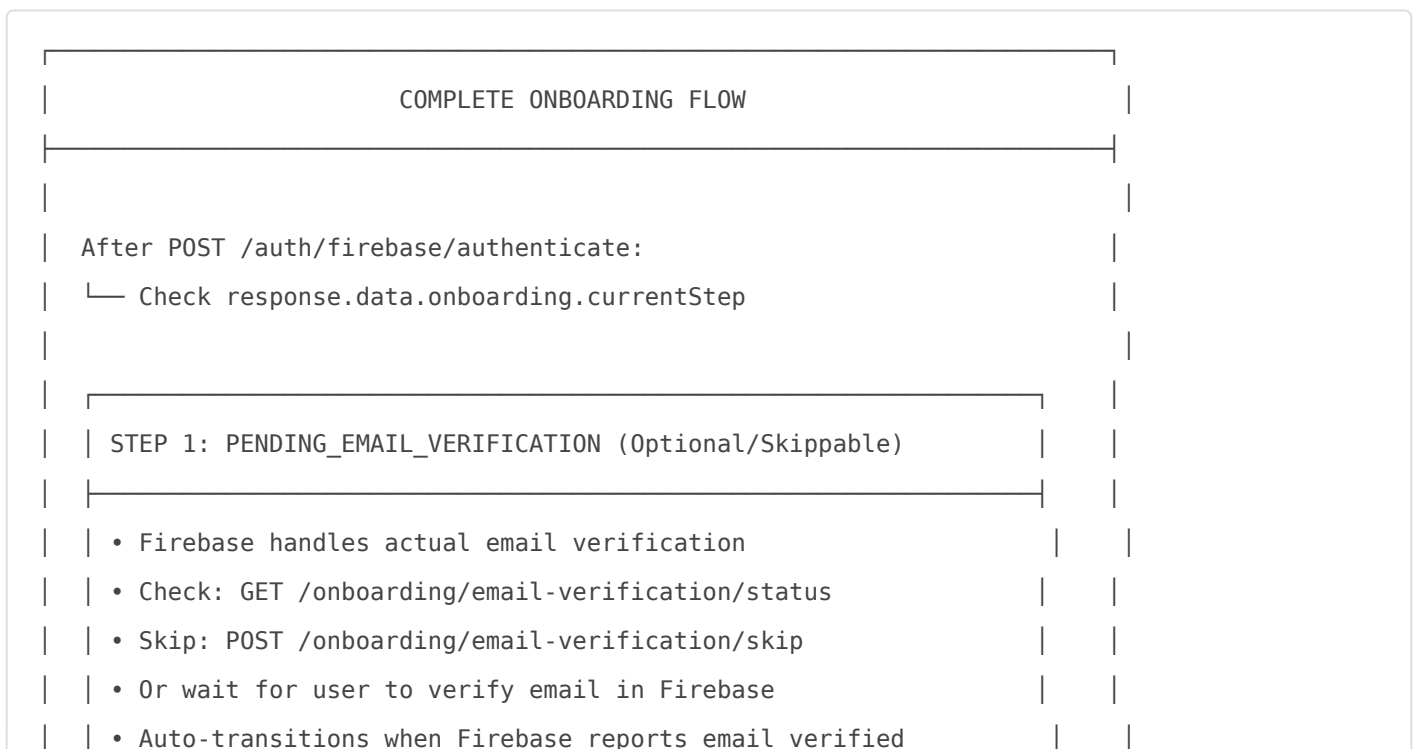 COMPLETE ONBOARDING FLOW
After POST /auth/firebase/authenticate:
└── Check response.data.onboarding.currentStep
STEP 1: PENDING_EMAIL_VERIFICATION (Optional/Skippable)
• Firebase handles actual email verification
• Check: GET /onboarding/email-verification/status
• Skip: POST /onboarding/email-verification/skip
• Or wait for user to verify email in Firebase
• Auto-transitions when Firebase reports email verified